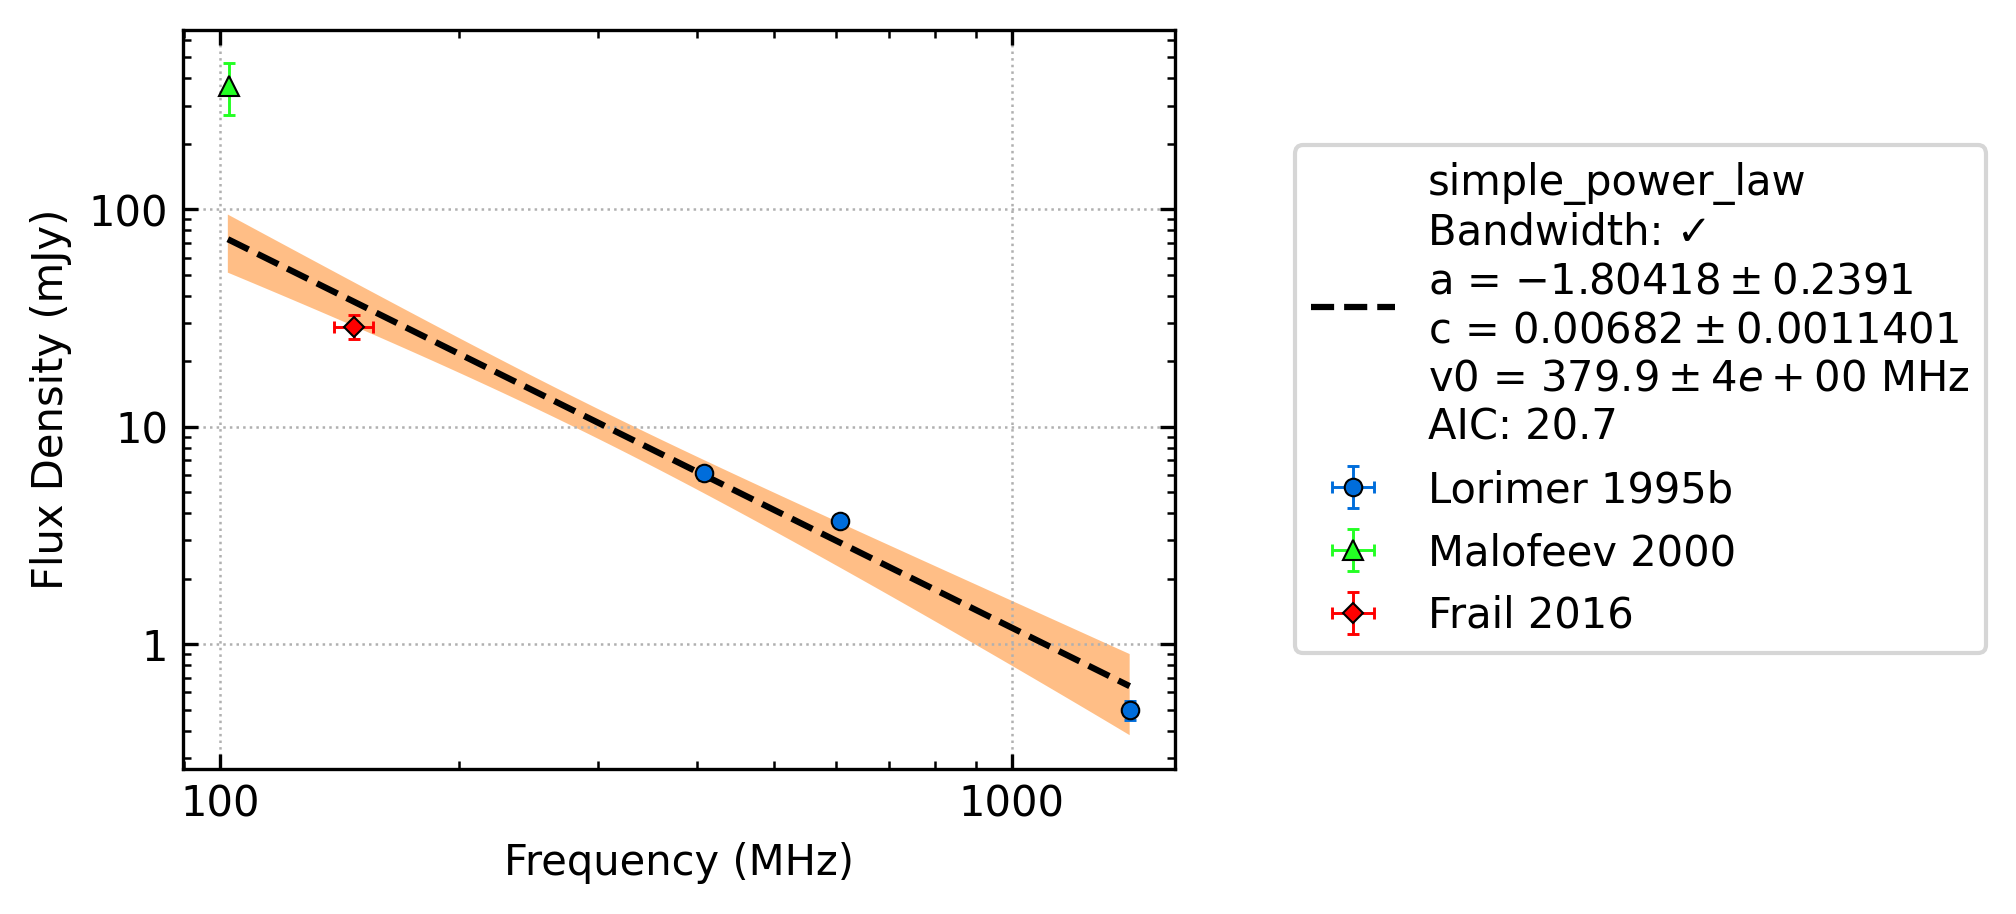 Flux Density (mJy)
100
10
1
100
1000
Frequency (MHz)
simple_power_law
Bandwidth: ✓
a = −1.80418 ± 0.2391
c = 0.00682 ± 0.0011401
v0 = 379.9 ± 4e + 00 MHz
AIC: 20.7
Lorimer 1995b
Malofeev 2000
Frail 2016